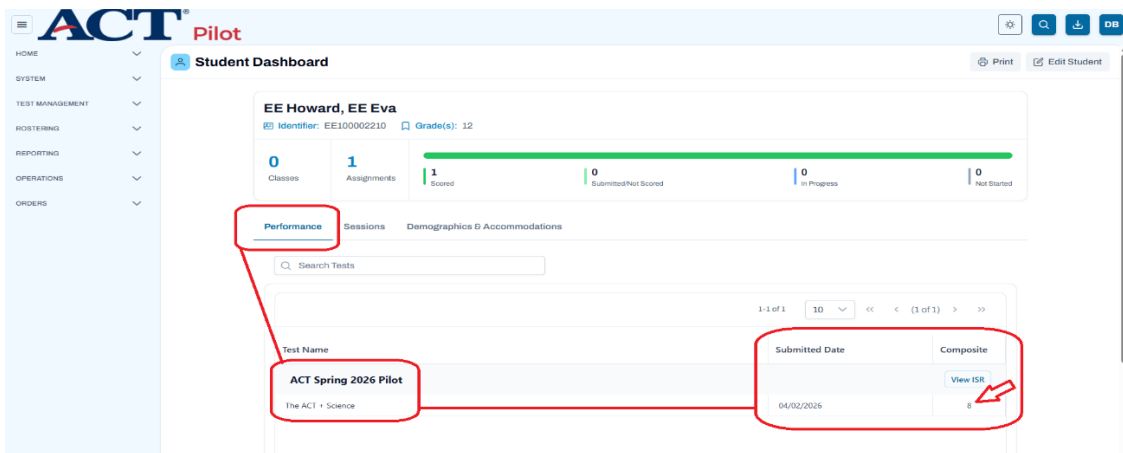 ACT® Pilot
DB
HOME
SYSTEM
TEST MANAGEMENT
ROSTERING
REPORTING
OPERATIONS
ORDERS
Student Dashboard
Print
Edit Student
EE Howard, EE Eva
Identifier: EE100002210 Grade(s): 12
0 Classes
1 Assignments
1 Scored
0 Submitted/Not Scored
0 In Progress
0 Not Started
Performance Sessions Demographics & Accommodations
Search Tests
1-1 of 1 10 << < (1 of 1) > >>
Test Name Submitted Date Composite
ACT Spring 2026 Pilot View ISR
The ACT + Science 04/02/2026 8